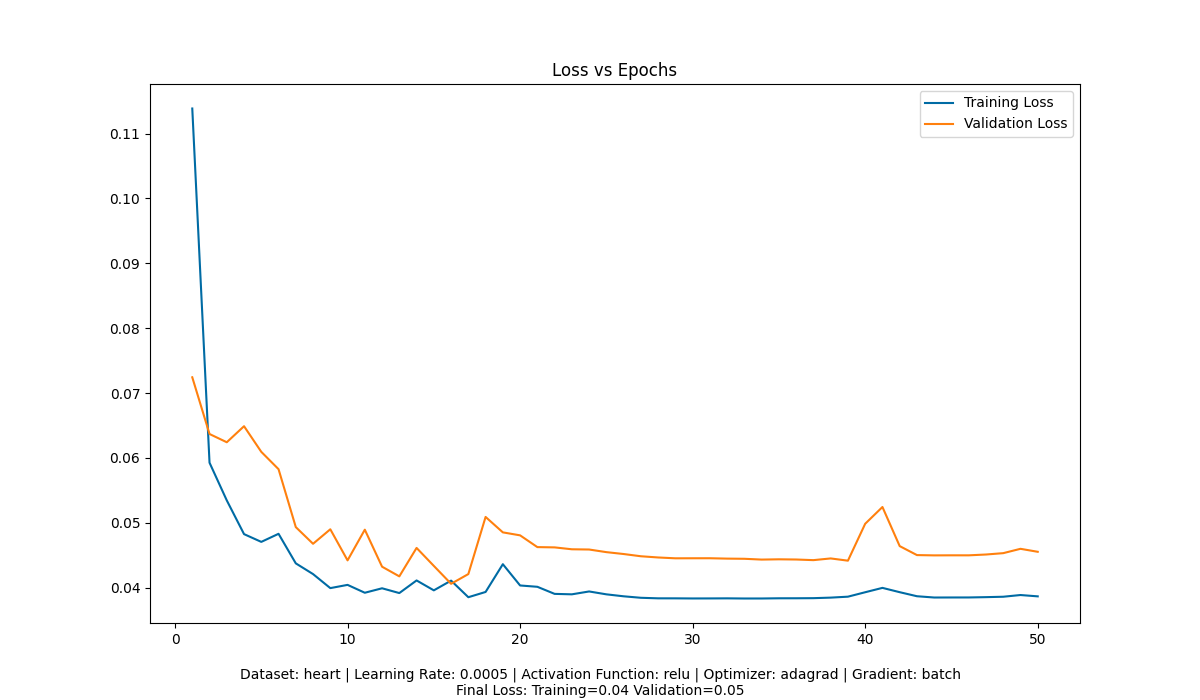 Loss vs Epochs
Training Loss
Validation Loss
0.11
0.10
0.09
0.08
0.07
0.06
0.05
0.04
0 10 20 30 40 50
Dataset: heart | Learning Rate: 0.0005 | Activation Function: relu | Optimizer: adagrad | Gradient: batch
Final Loss: Training=0.04 Validation=0.05